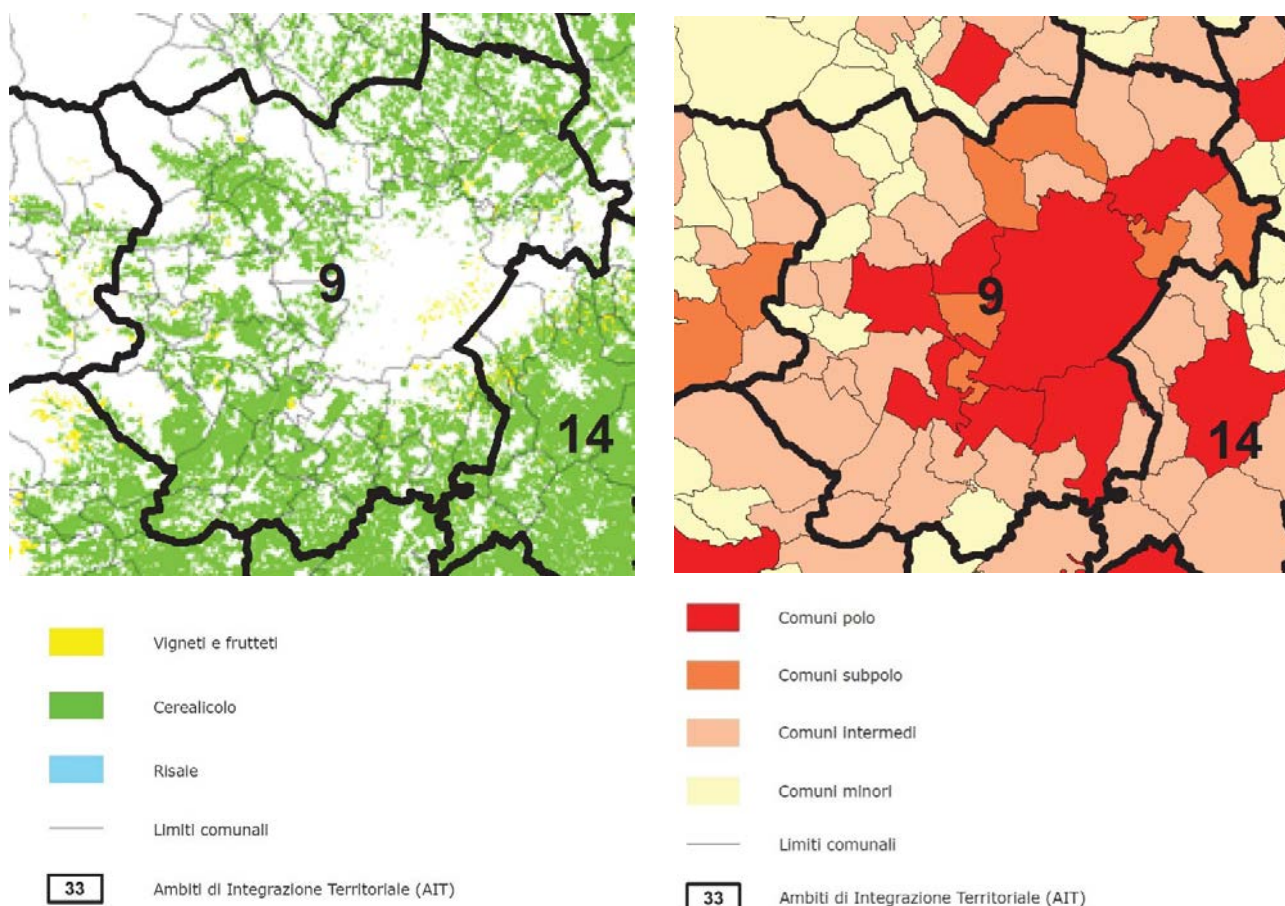 9
14
Vigneti e frutteti
Cerealicolo
Risaie
Limiti comunali
33 Ambiti di Integrazione Territoriale (AIT)
9
14
Comuni polo
Comuni subpolo
Comuni intermedi
Comuni minori
Limiti comunali
33 Ambiti di Integrazione Territoriale (AIT)